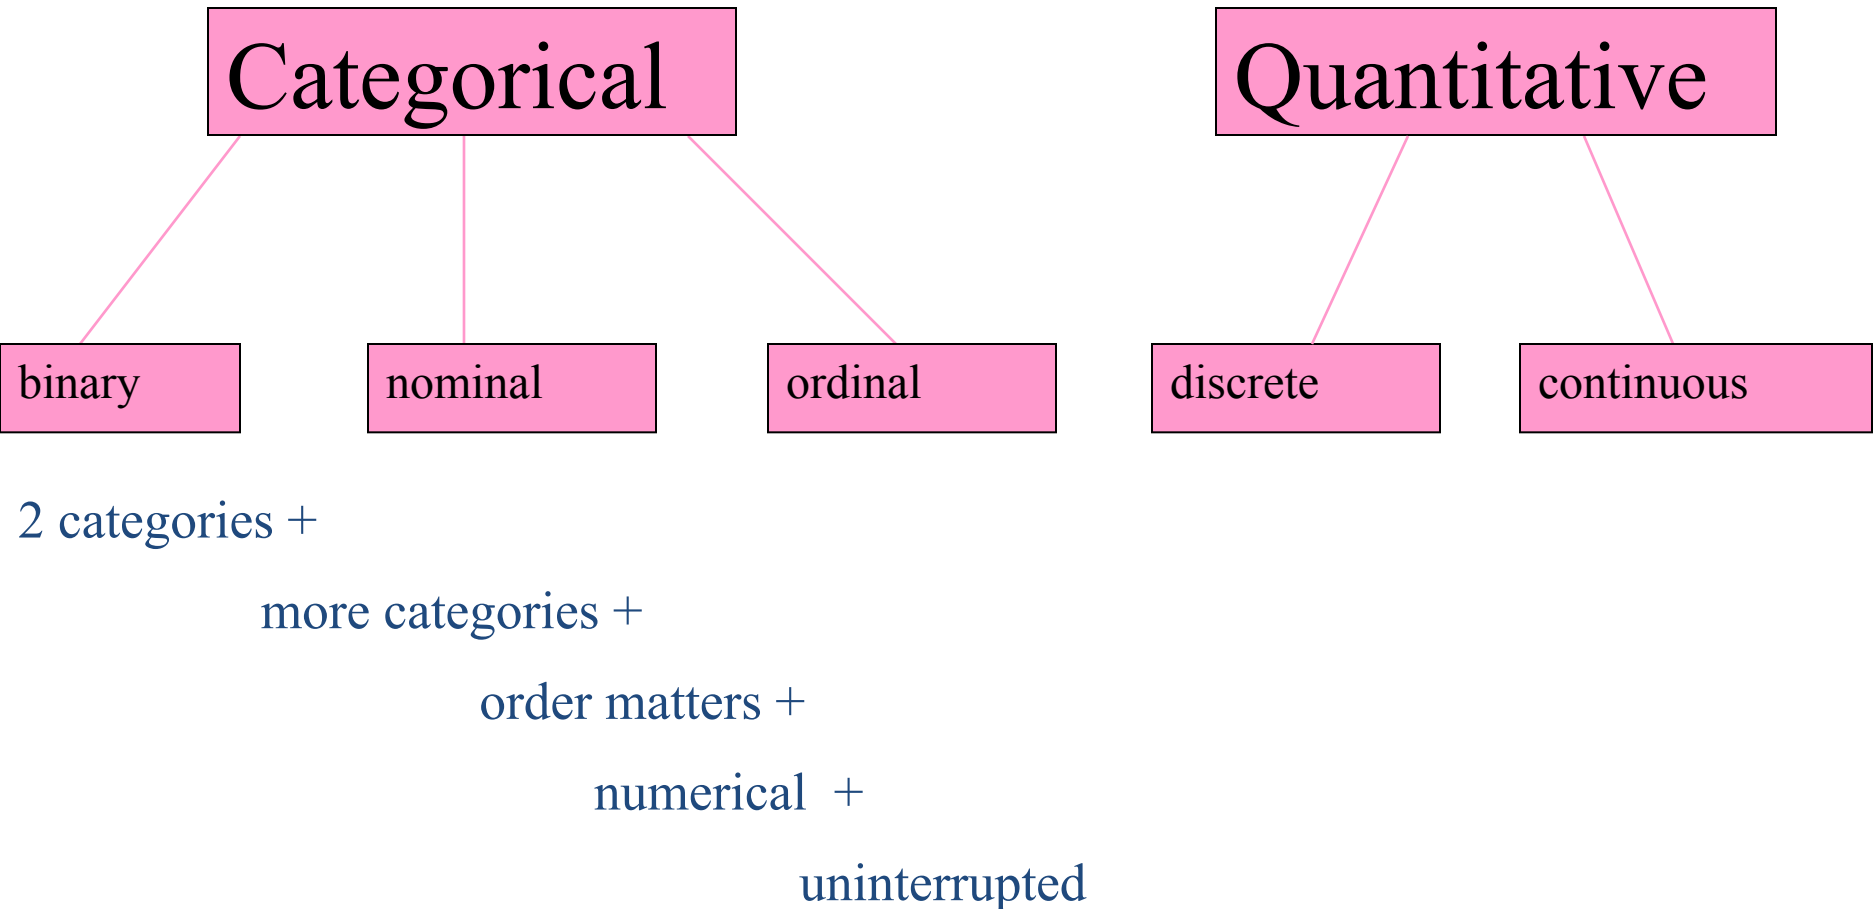 Categorical
Quantitative
binary
nominal
ordinal
discrete
continuous
2 categories +
more categories +
order matters +
numerical +
uninterrupted